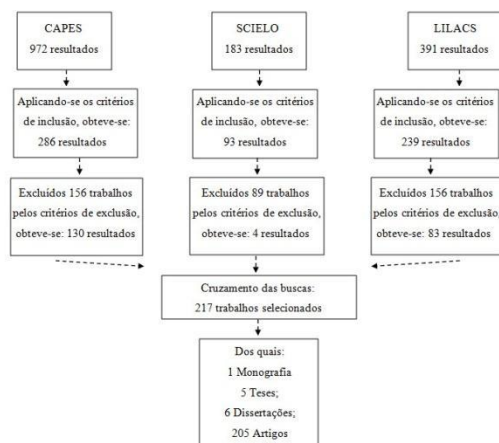 CAPES
972 resultados
SCIELO
183 resultados
LILACS
391 resultados
Aplicando-se os critérios
de inclusão, obteve-se:
286 resultados
Aplicando-se os critérios
de inclusão, obteve-se:
93 resultados
Aplicando-se os critérios
de inclusão, obteve-se:
239 resultados
Excluídos 156 trabalhos
pelos critérios de exclusão,
obteve-se: 130 resultados
Excluídos 89 trabalhos
pelos critérios de exclusão,
obteve-se: 4 resultados
Excluídos 156 trabalhos
pelos critérios de exclusão,
obteve-se: 83 resultados
Cruzamento das buscas:
217 trabalhos selecionados
Dos quais:
1 Monografia
5 Teses;
6 Dissertações;
205 Artigos